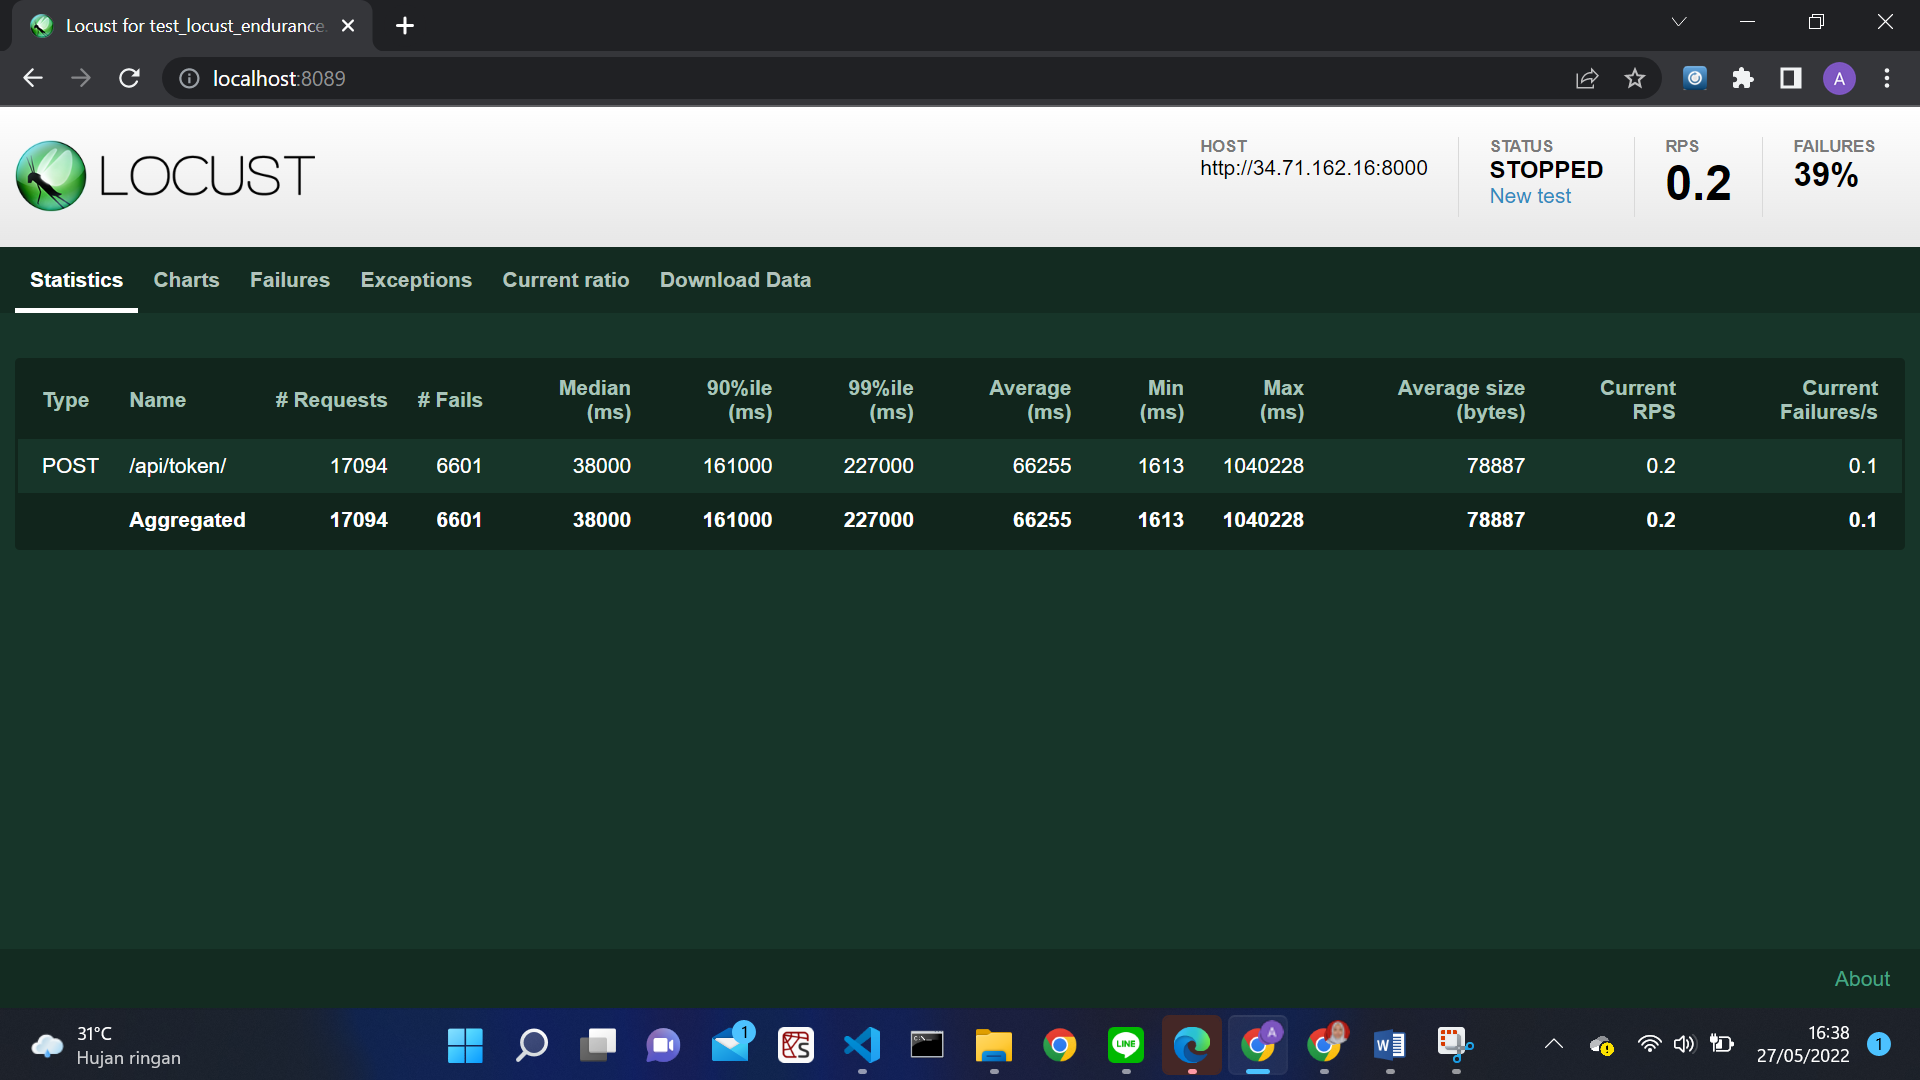 Locust for test_locust_endurance.
localhost:8089
A
LOCUST
HOST
http://34.71.162.16:8000
STATUS
STOPPED
New test
RPS
0.2
FAILURES
39%
Statistics Charts Failures Exceptions Current ratio Download Data
Type Name # Requests # Fails Median (ms) 90%ile (ms) 99%ile (ms) Average (ms) Min (ms) Max (ms) Average size (bytes) Current RPS Current Failures/s
POST /api/token/ 17094 6601 38000 161000 227000 66255 1613 1040228 78887 0.2 0.1
Aggregated 17094 6601 38000 161000 227000 66255 1613 1040228 78887 0.2 0.1
About
31°C
Hujan ringan
1
LINE
A
W
16:38
27/05/2022
1